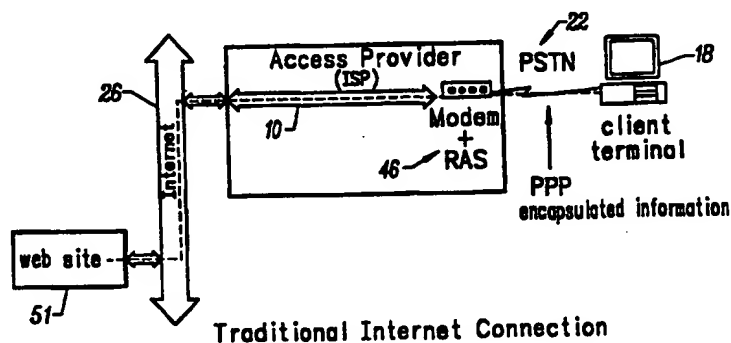 22
PSTN
18
Access Provider
(ISP)
26
10
Internet
Modem
+
RAS
46
client
terminal
PPP
encapsulated information
web site
51
Traditional Internet Connection